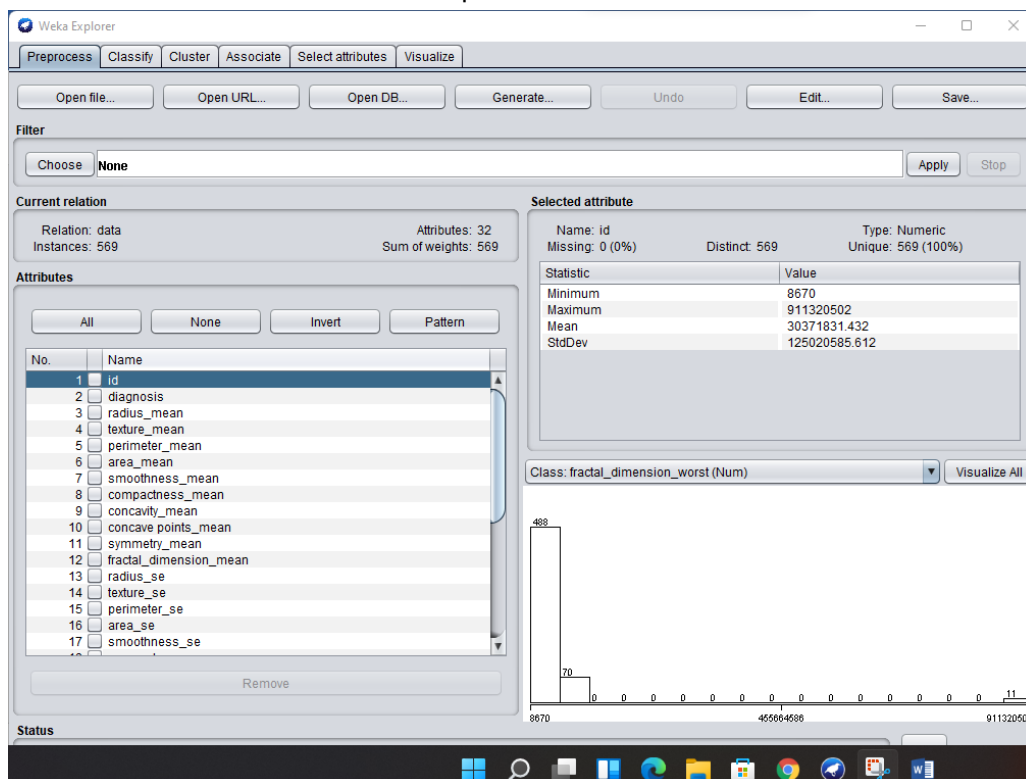 Weka Explorer
Preprocess Classify Cluster Associate Select attributes Visualize
Open file... Open URL... Open DB... Generate... Undo Edit... Save...
Filter
Choose None Apply Stop
Current relation
Relation: data Attributes: 32
Instances: 569 Sum of weights: 569
Selected attribute
Name: id Type: Numeric
Missing: 0 (0%) Distinct: 569 Unique: 569 (100%)
Statistic Value
Minimum 8670
Maximum 911320502
Mean 30371831.432
StdDev 125020585.612
Attributes
All None Invert Pattern
No. Name
1 id
2 diagnosis
3 radius_mean
4 texture_mean
5 perimeter_mean
6 area_mean
7 smoothness_mean
8 compactness_mean
9 concavity_mean
10 concave points_mean
11 symmetry_mean
12 fractal_dimension_mean
13 radius_se
14 texture_se
15 perimeter_se
16 area_se
17 smoothness_se
Remove
Class: fractal_dimension_worst (Num) Visualize All
488
70 0 0 0 0 0 0 0 0 0 0 0 0 0 0 11
8670 455664586 91132050
Status